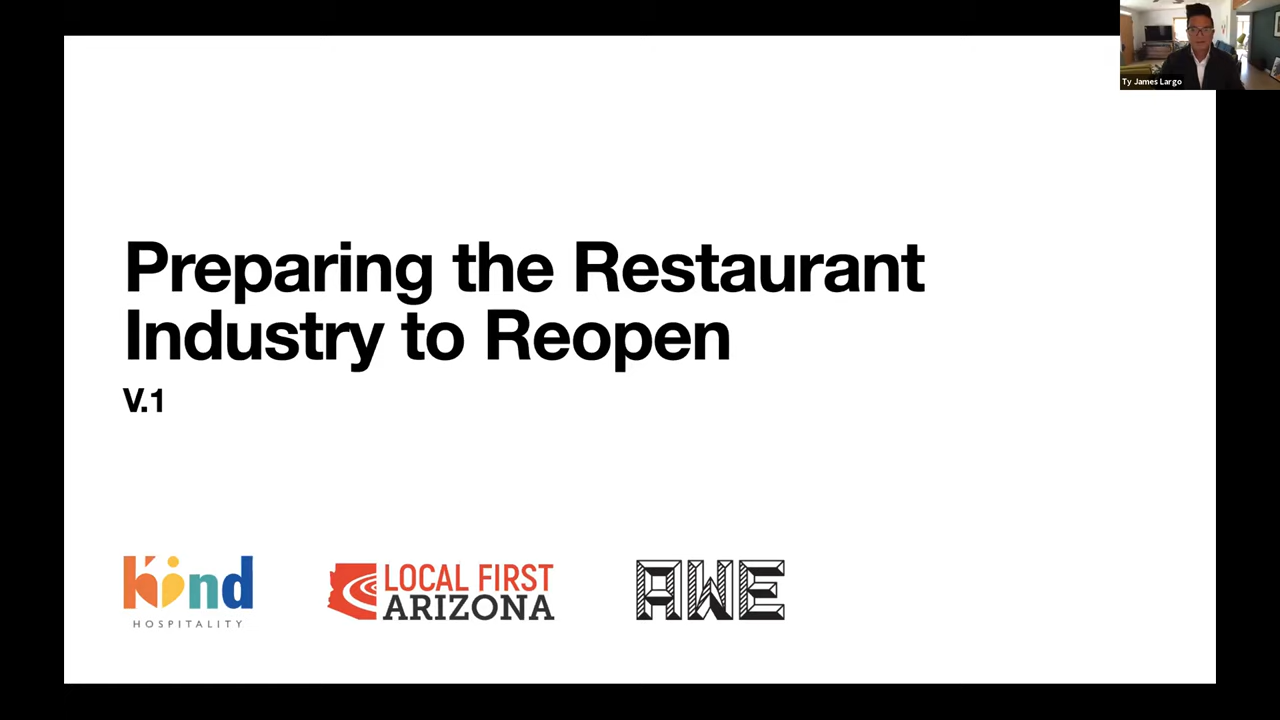 Ty James Largo
Preparing the Restaurant
Industry to Reopen
V.1
kind
HOSPITALITY
LOCAL FIRST
ARIZONA
AWE